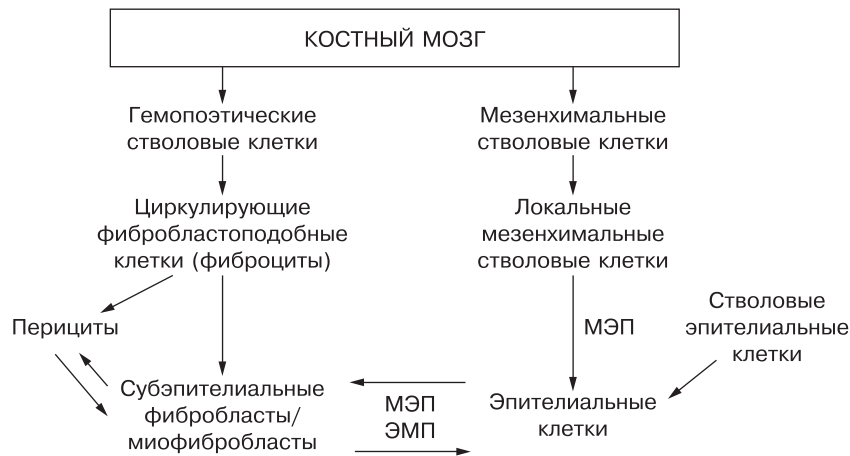 КОСТНЫЙ МОЗГ
Гемопоэтические
стволовые клетки
Мезенхимальные
стволовые клетки
Циркулирующие
фибробластоподобные
клетки (фиброциты)
Локальные
мезенхимальные
стволовые клетки
Перициты
МЭП
Стволовые
эпителиальные
клетки
Субэпителиальные
фибробласты/
миофибробласты
МЭП
ЭМП
Эпителиальные
клетки